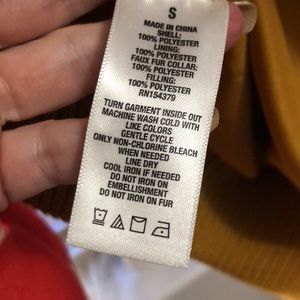 S
MADE IN CHINA
SHELL:
100% POLYESTER
LINING:
100% POLYESTER
FAUX FUR COLLAR:
100% POLYESTER
FILLING:
100% POLYESTER
RN154379
TURN GARMENT INSIDE OUT
MACHINE WASH COLD WITH
LIKE COLORS
GENTLE CYCLE
ONLY NON-CHLORINE BLEACH
WHEN NEEDED
LINE DRY
COOL IRON IF NEEDED
DO NOT IRON ON
EMBELLISHMENT
DO NOT IRON ON FUR